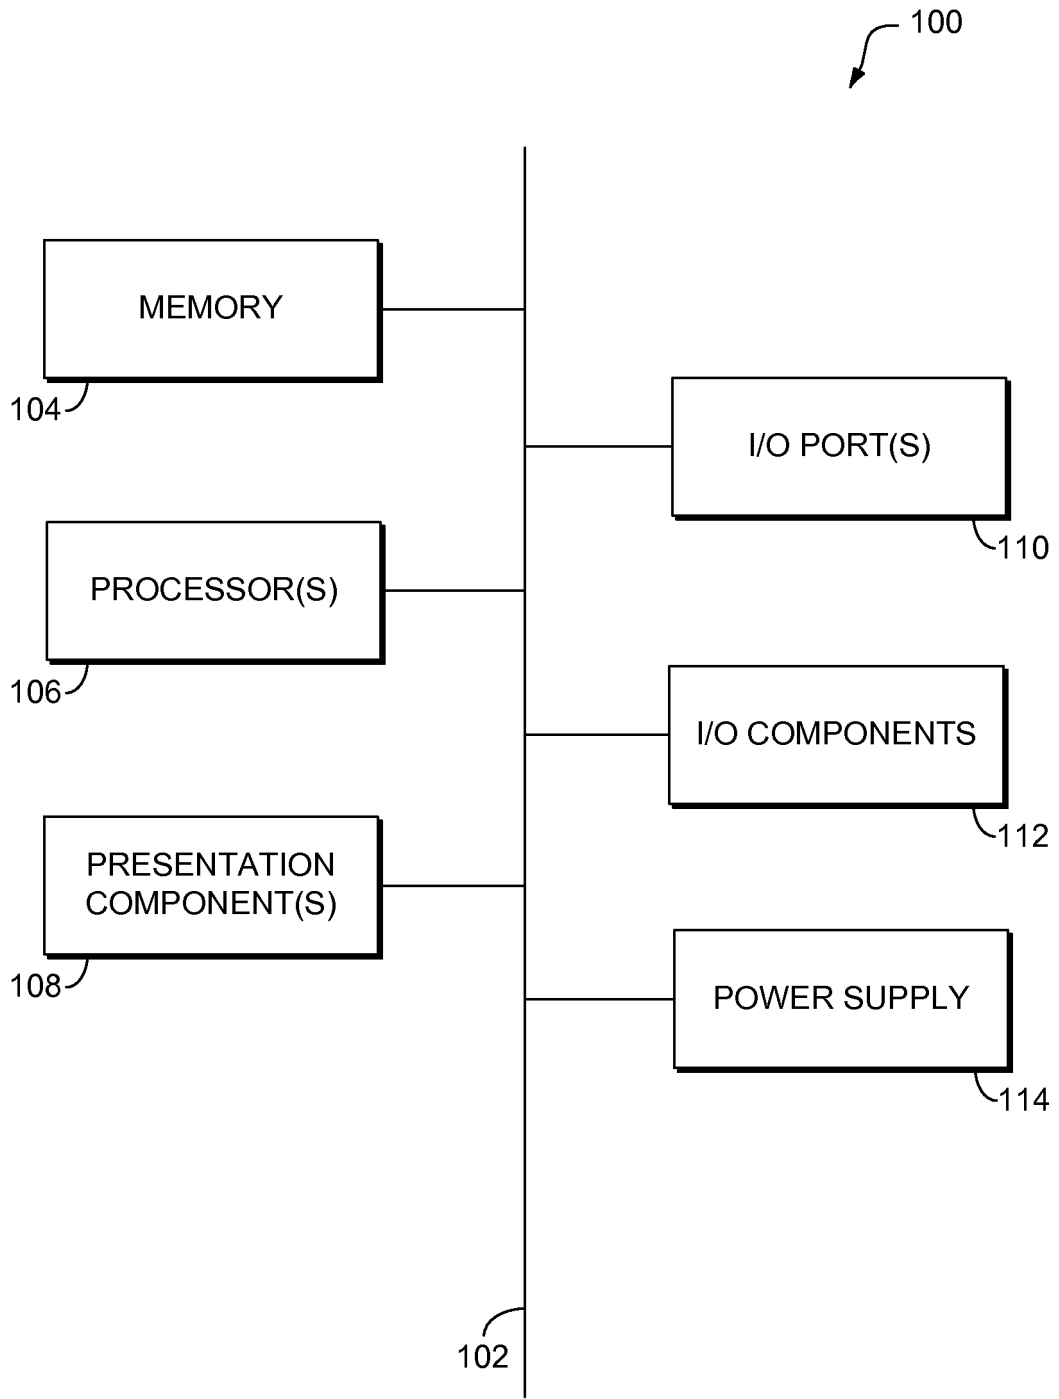 100
MEMORY
104
I/O PORT(S)
110
PROCESSOR(S)
106
I/O COMPONENTS
112
PRESENTATION
COMPONENT(S)
108
POWER SUPPLY
114
102